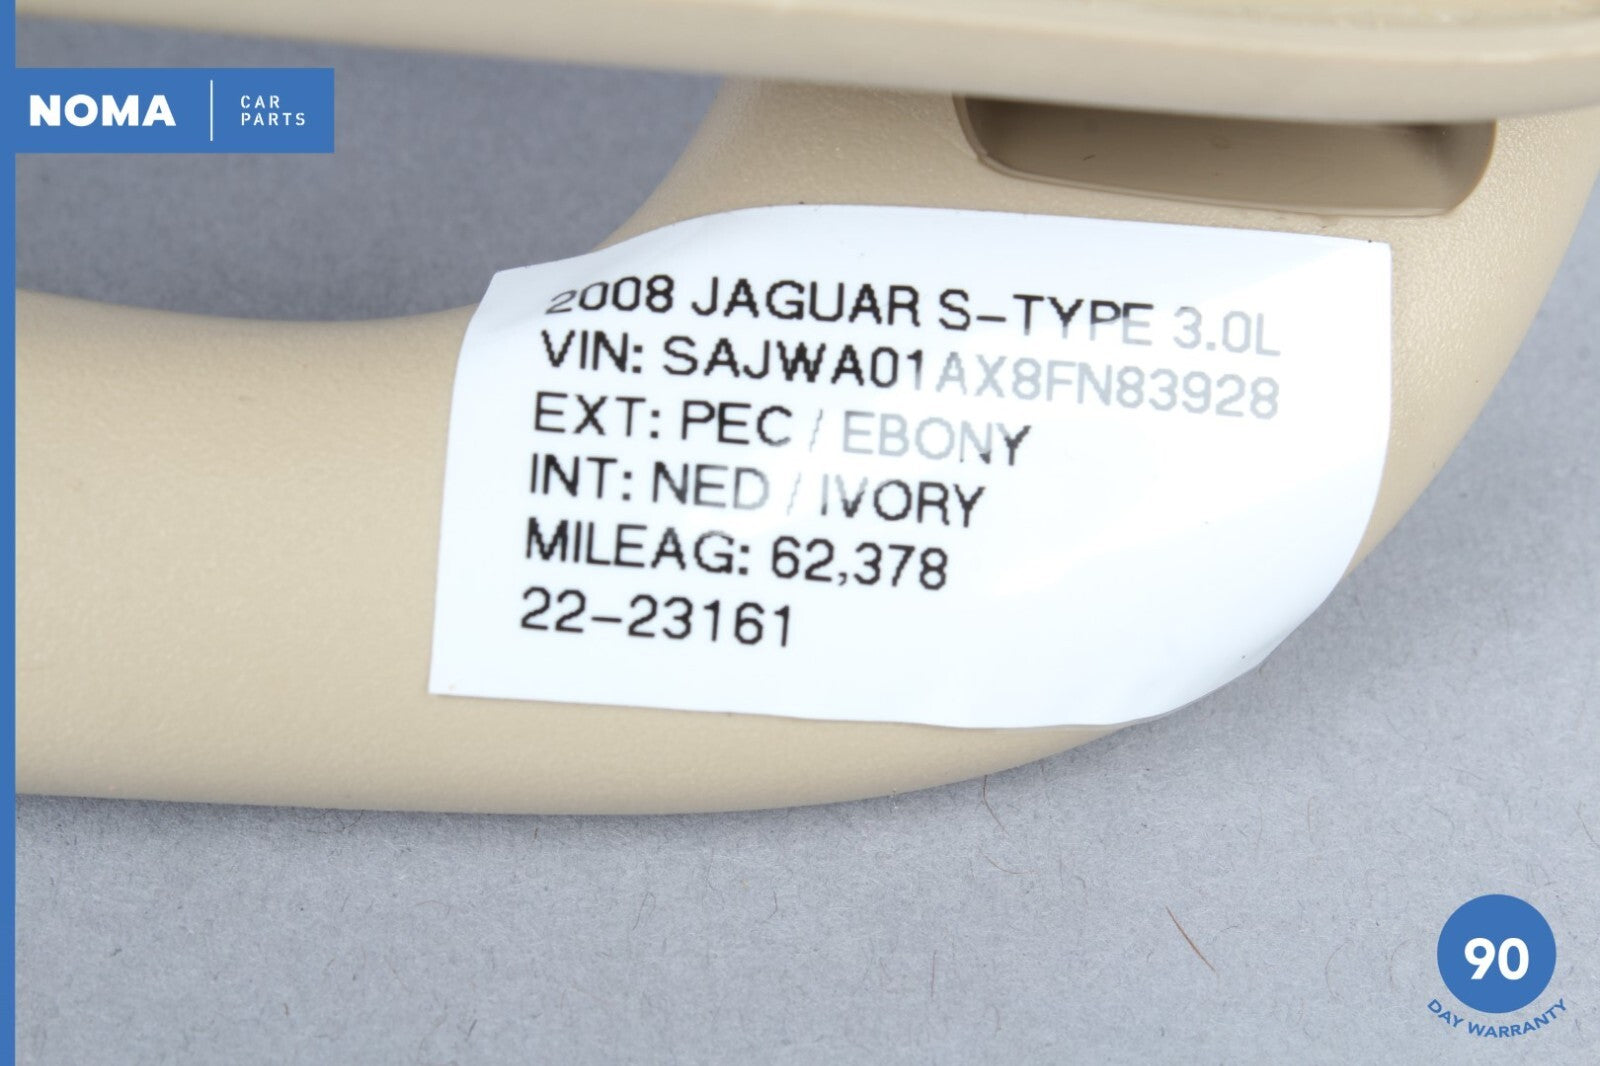 NOMA
CAR
PARTS
2008 JAGUAR S-TYPE 3.0L
VIN: SAJWA01AX8FN83928
EXT: PEC / EBONY
INT: NED / IVORY
MILEAG: 62,378
22-23161
90
DAY WARRANTY